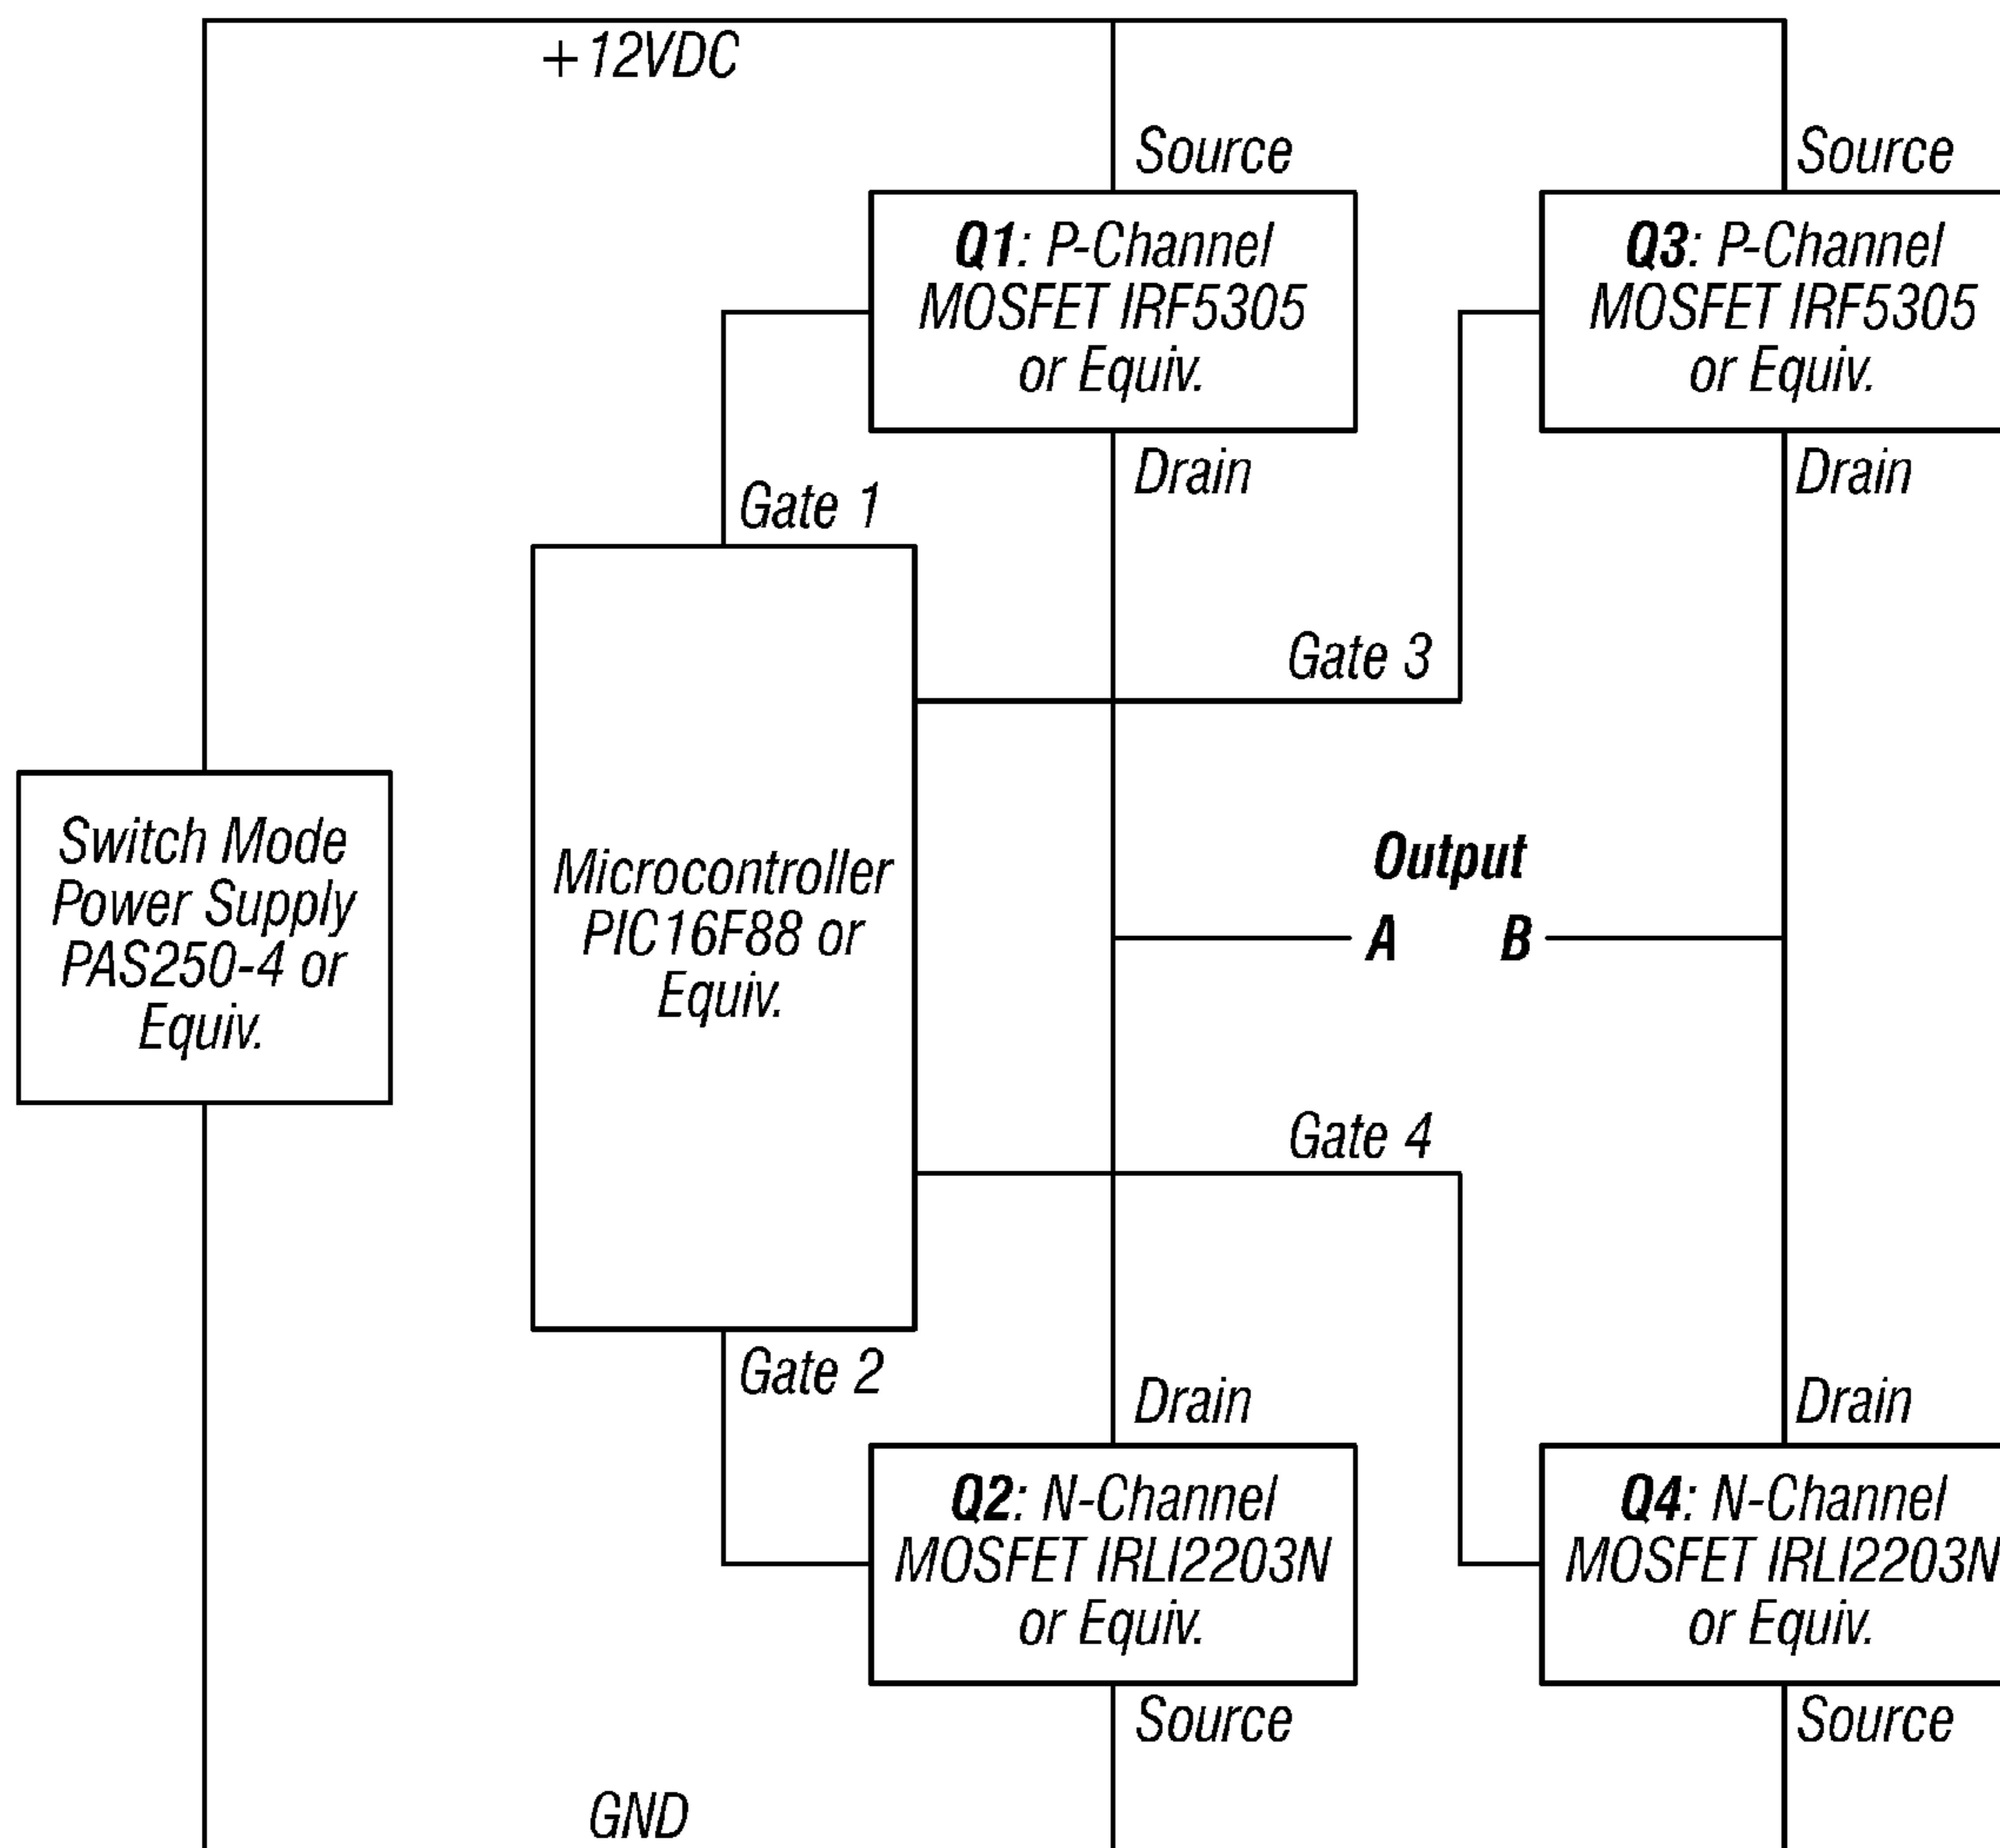 +12VDC
Source
Source
Q1: P-Channel
MOSFET IRF5305
or Equiv.
Q3: P-Channel
MOSFET IRF5305
or Equiv.
Drain
Drain
Gate 1
Gate 3
Switch Mode
Power Supply
PAS250-4 or
Equiv.
Microcontroller
PIC16F88 or
Equiv.
Output
A B
Gate 4
Gate 2
Drain
Drain
Q2: N-Channel
MOSFET IRLI2203N
or Equiv.
Q4: N-Channel
MOSFET IRLI2203N
or Equiv.
Source
Source
GND